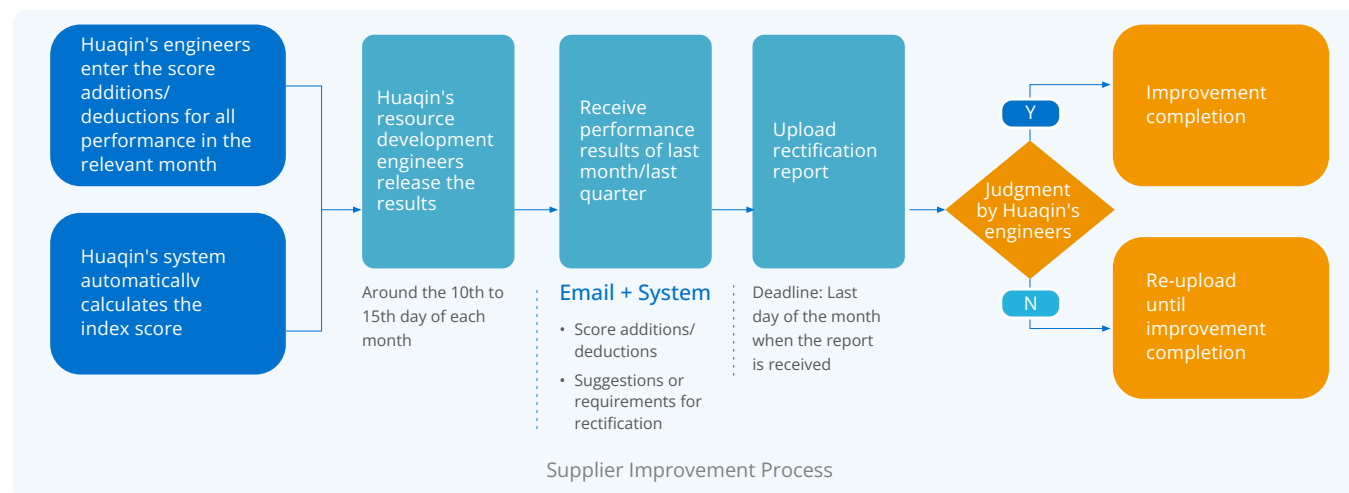 Huaqin's engineers
enter the score
additions/
deductions for all
performance in the
relevant month
Huaqin's system
automatically
calculates the
index score
Huaqin's
resource
development
engineers
release the
results
Around the 10th to
15th day of each
month
Receive
performance
results of last
month/last
quarter
Email + System
• Score additions/
deductions
• Suggestions or
requirements for
rectification
Upload
rectification
report
Deadline: Last
day of the month
when the report
is received
Judgment
by Huaqin's
engineers
Y
Improvement
completion
N
Re-upload
until
improvement
completion
Supplier Improvement Process